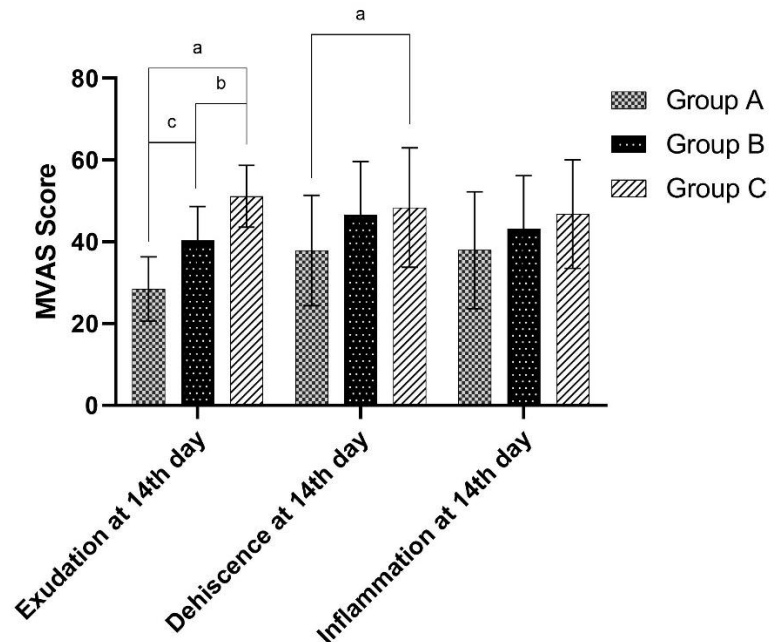 a
a
b
c
80
60
40
20
0
MVAS Score
Group A
Group B
Group C
Exudation at 14th day
Dehiscence at 14th day
Inflammation at 14th day